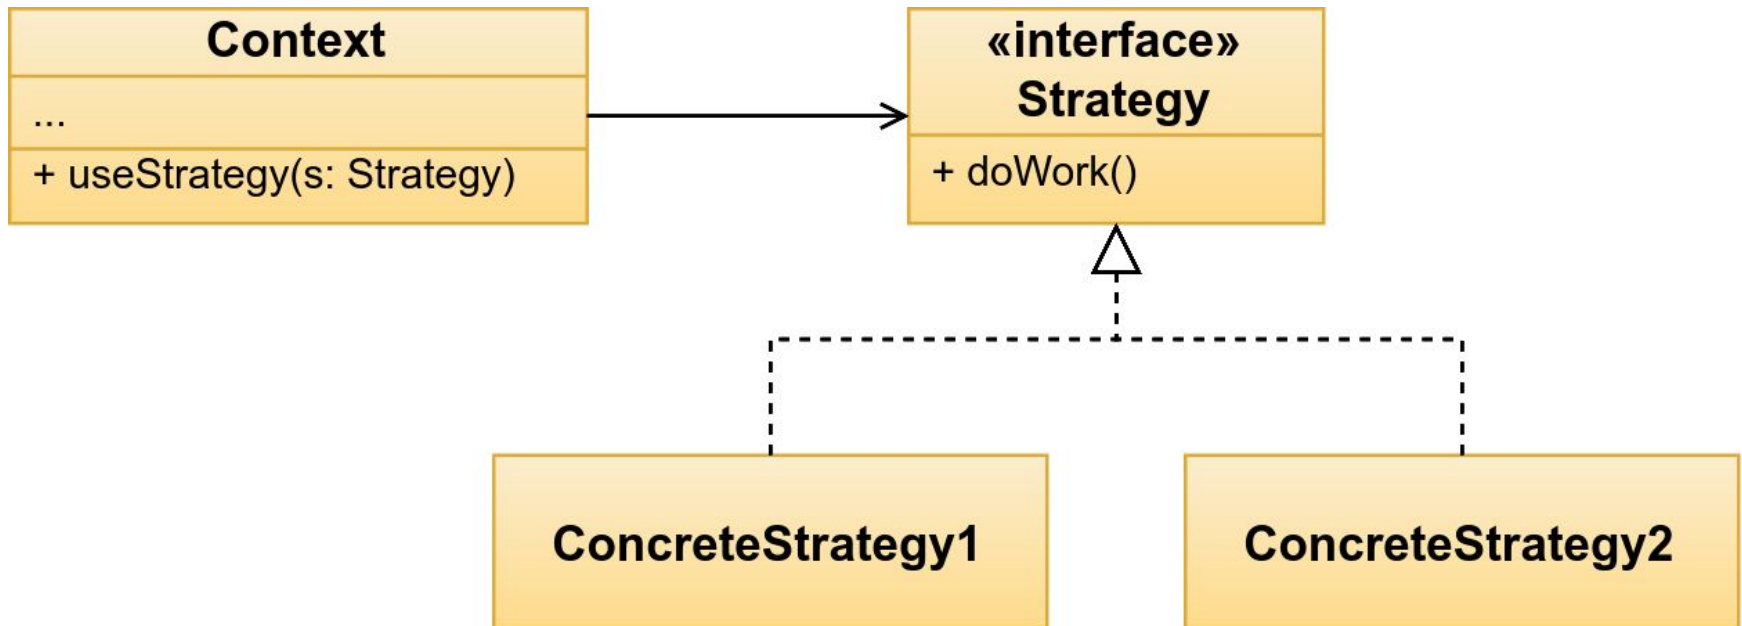 Context
...
+ useStrategy(s: Strategy)
«interface»
Strategy
+ doWork()
ConcreteStrategy1
ConcreteStrategy2